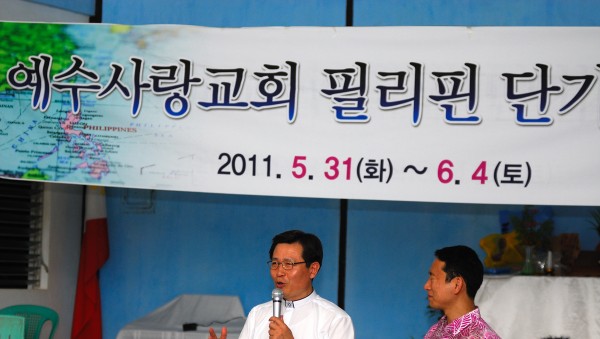 예수사랑교회 필리핀 단기
2011. 5. 31(화) ~ 6. 4(토)
PHILIPPINES